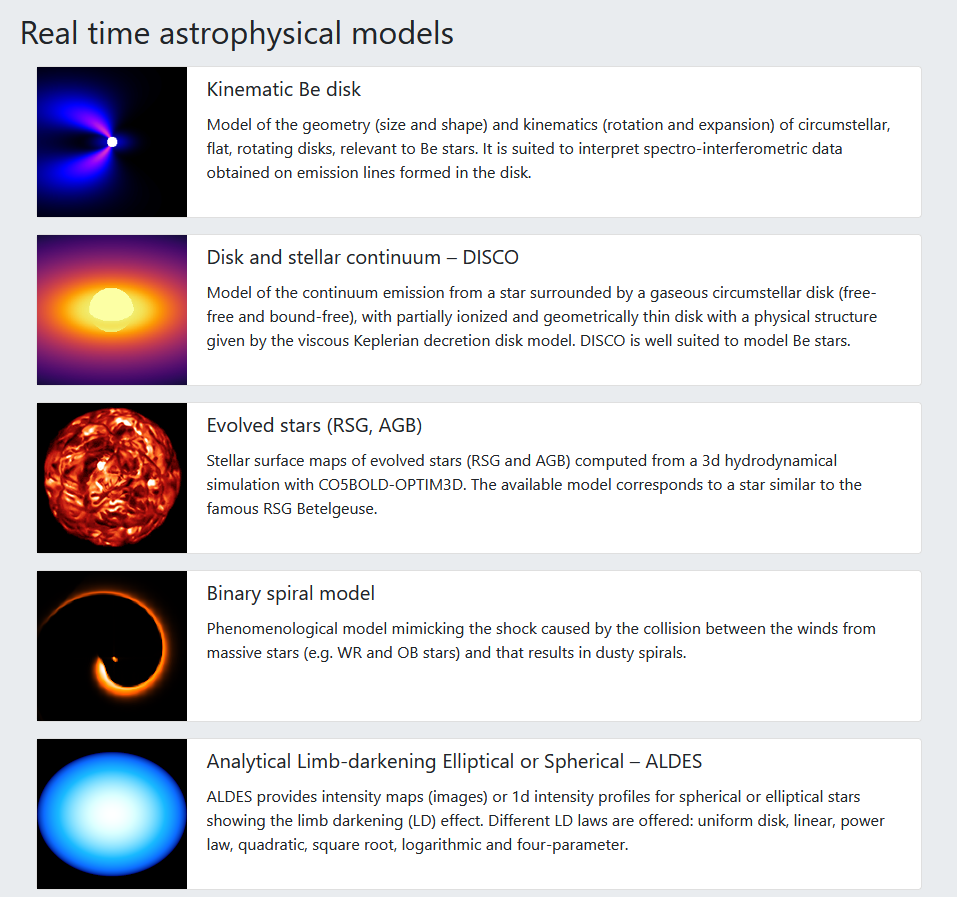 Real time astrophysical models
Kinematic Be disk
Model of the geometry (size and shape) and kinematics (rotation and expansion) of circumstellar,
flat, rotating disks, relevant to Be stars. It is suited to interpret spectro-interferometric data
obtained on emission lines formed in the disk.
Disk and stellar continuum – DISCO
Model of the continuum emission from a star surrounded by a gaseous circumstellar disk (free-
free and bound-free), with partially ionized and geometrically thin disk with a physical structure
given by the viscous Keplerian decretion disk model. DISCO is well suited to model Be stars.
Evolved stars (RSG, AGB)
Stellar surface maps of evolved stars (RSG and AGB) computed from a 3d hydrodynamical
simulation with CO5BOLD-OPTIM3D. The available model corresponds to a star similar to the
famous RSG Betelgeuse.
Binary spiral model
Phenomenological model mimicking the shock caused by the collision between the winds from
massive stars (e.g. WR and OB stars) and that results in dusty spirals.
Analytical Limb-darkening Elliptical or Spherical – ALDES
ALDES provides intensity maps (images) or 1d intensity profiles for spherical or elliptical stars
showing the limb darkening (LD) effect. Different LD laws are offered: uniform disk, linear, power
law, quadratic, square root, logarithmic and four-parameter.